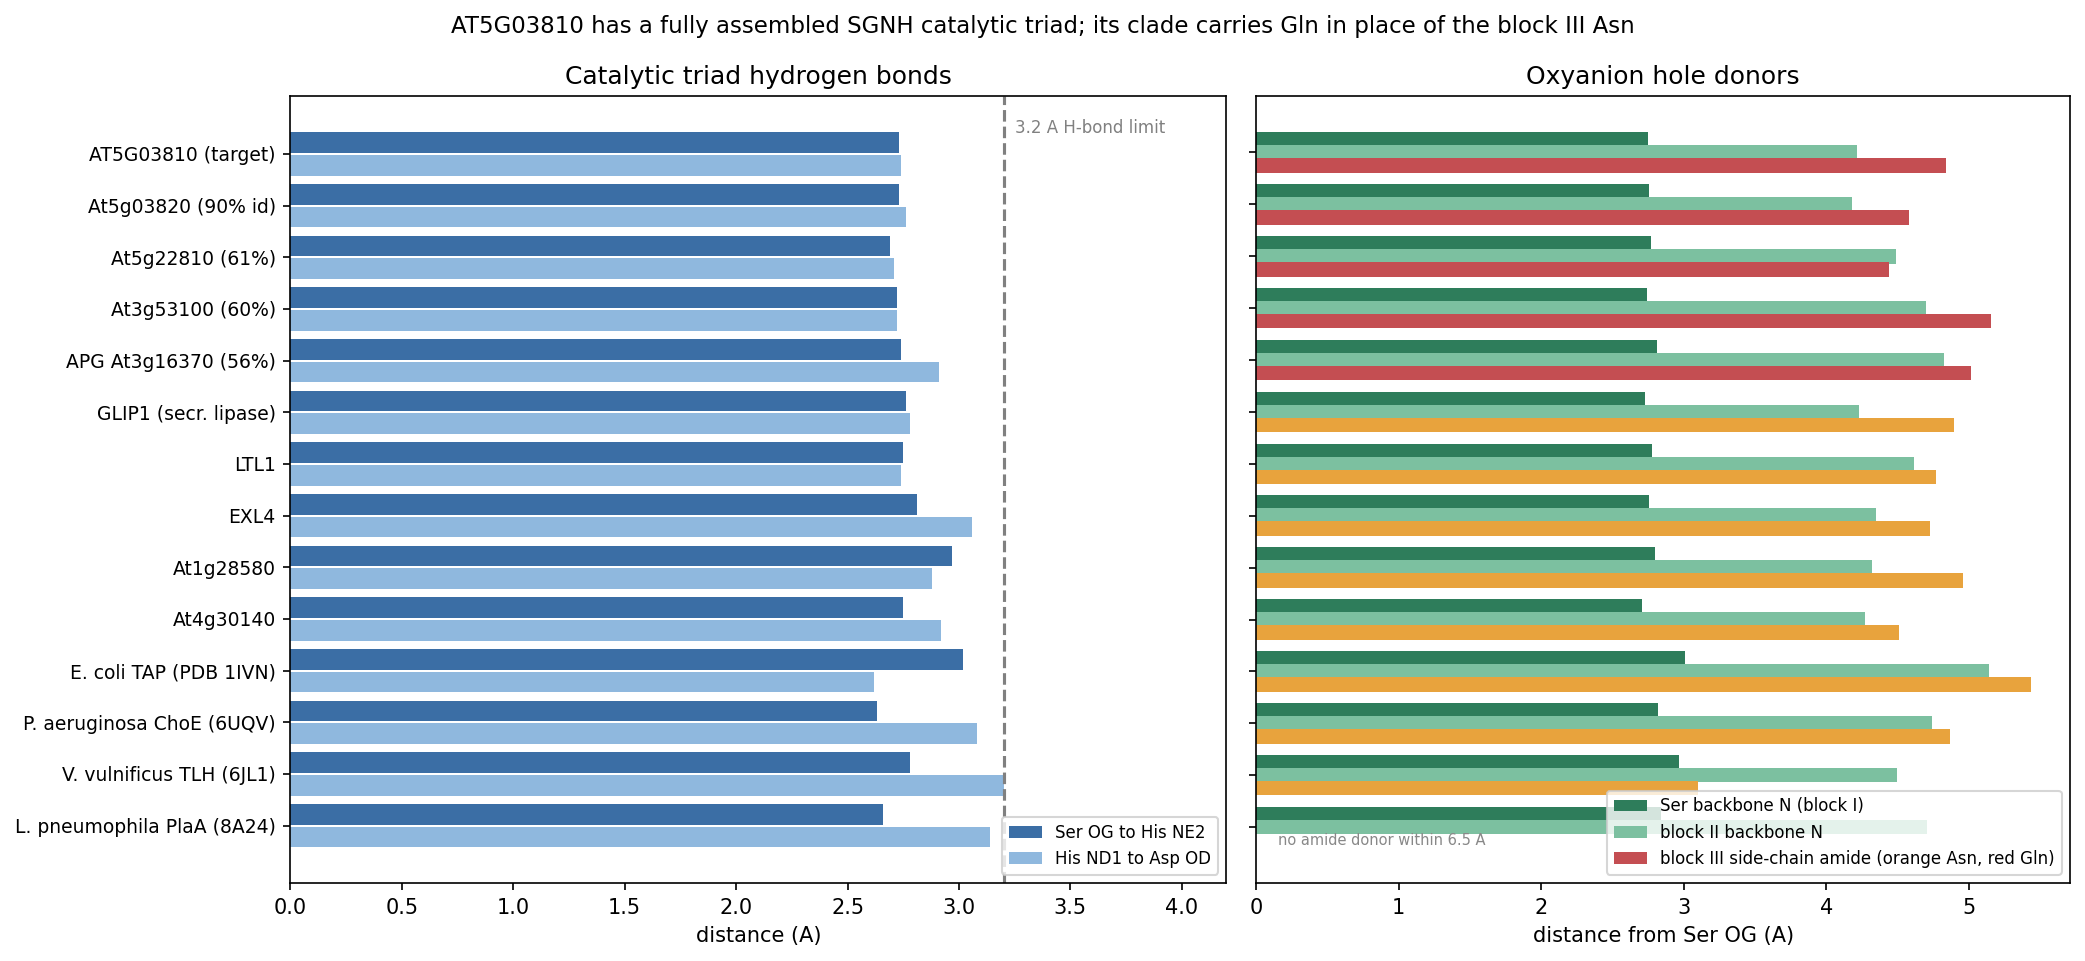 AT5G03810 has a fully assembled SGNH catalytic triad; its clade carries Gln in place of the block III Asn
Catalytic triad hydrogen bonds
3.2 A H-bond limit
AT5G03810 (target)
At5g03820 (90% id)
At5g22810 (61%)
At3g53100 (60%)
APG At3g16370 (56%)
GLIP1 (secr. lipase)
LTL1
EXL4
At1g28580
At4g30140
E. coli TAP (PDB 1IVN)
P. aeruginosa ChoE (6UQV)
V. vulnificus TLH (6JL1)
L. pneumophila PlaA (8A24)
Ser OG to His NE2
His ND1 to Asp OD
0.0 0.5 1.0 1.5 2.0 2.5 3.0 3.5 4.0
distance (A)
Oxyanion hole donors
Ser backbone N (block I)
block II backbone N
block III side-chain amide (orange Asn, red Gln)
no amide donor within 6.5 A
0 1 2 3 4 5
distance from Ser OG (A)